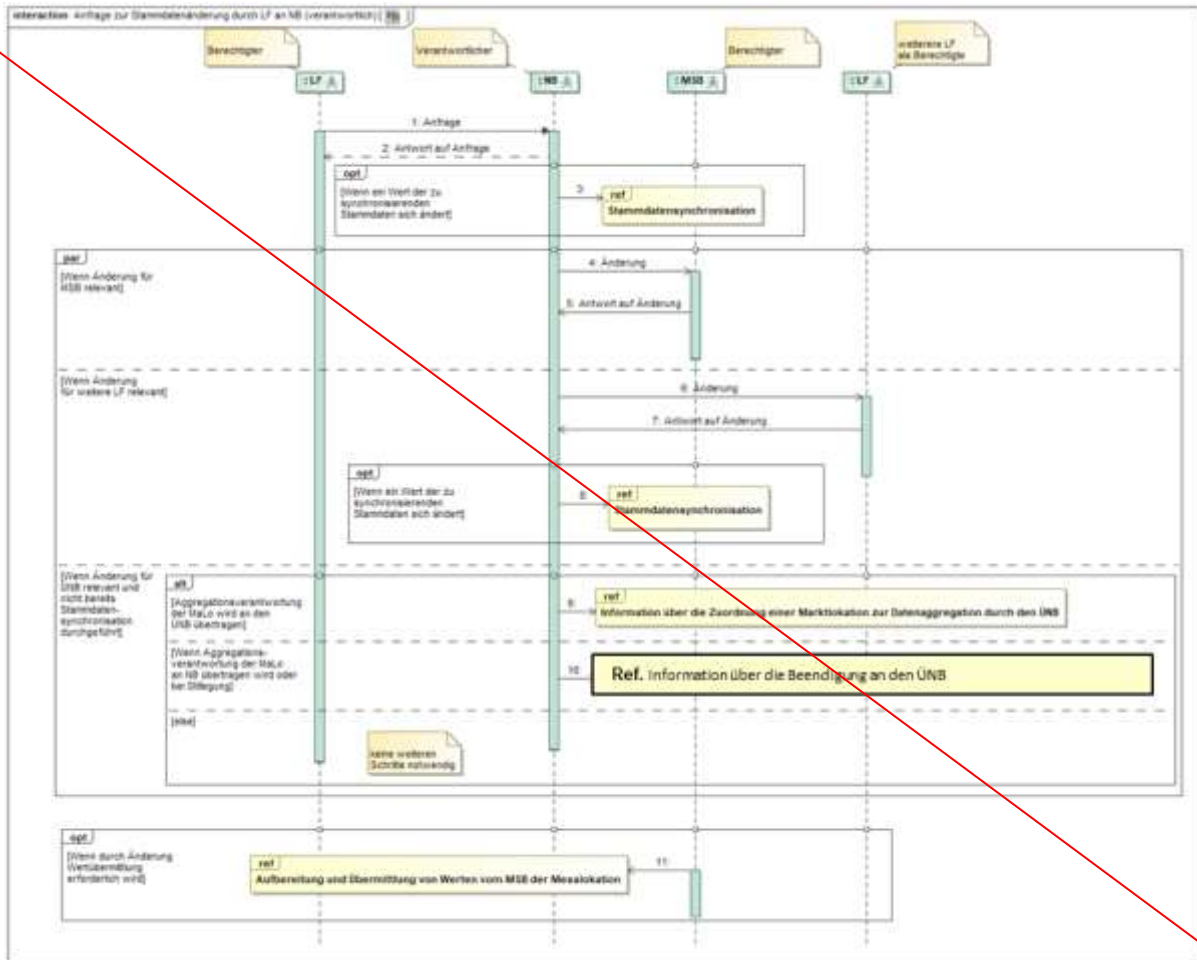 interaction Anfrage zur Stammdatenänderung durch LF an NB (verantwortlich)
Berechtigter
Verantwortlicher
Berechtigter
weiterere LF
als Berechtigte
: LF
: NB
: MSB
: LF
1: Anfrage
2: Antwort auf Anfrage
opt
[Wenn ein Wert der zu
synchronisierenden
Stammdaten sich ändert]
3:
ref
Stammdatensynchronisation
par
[Wenn Änderung für
MSB relevant]
4: Änderung
5: Antwort auf Änderung
[Wenn Änderung
für weitere LF relevant]
6: Änderung
7: Antwort auf Änderung
opt
[Wenn ein Wert der zu
synchronisierenden
Stammdaten sich ändert]
8:
ref
Stammdatensynchronisation
[Wenn Änderung für
ÜNB relevant und
nicht bereits
Stammdaten-
synchronisation
durchgeführt]
alt
[Aggregationsverantwortung
der MaLo wird an den
ÜNB übertragen]
9:
ref
Information über die Zuordnung einer Marktlokation zur Datenaggregation durch den ÜNB
[Wenn Aggregations-
verantwortung der MaLo
an NB übertragen wird oder
bei Stilllegung]
10:
Ref. Information über die Beendigung an den ÜNB
[else]
keine weiteren
Schritte notwendig
opt
[Wenn durch Änderung
Wertübermittlung
erforderlich wird]
ref
Aufbereitung und Übermittlung von Werten vom MSB der Messlokation
11: